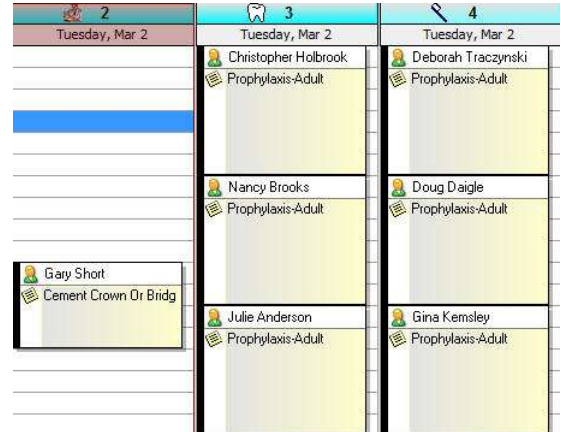 2
Tuesday, Mar 2
Gary Short
Cement Crown Or Bridg
3
Tuesday, Mar 2
Christopher Holbrook
Prophylaxis-Adult
Nancy Brooks
Prophylaxis-Adult
Julie Anderson
Prophylaxis-Adult
4
Tuesday, Mar 2
Deborah Traczynski
Prophylaxis-Adult
Doug Daigle
Prophylaxis-Adult
Gina Kemsley
Prophylaxis-Adult